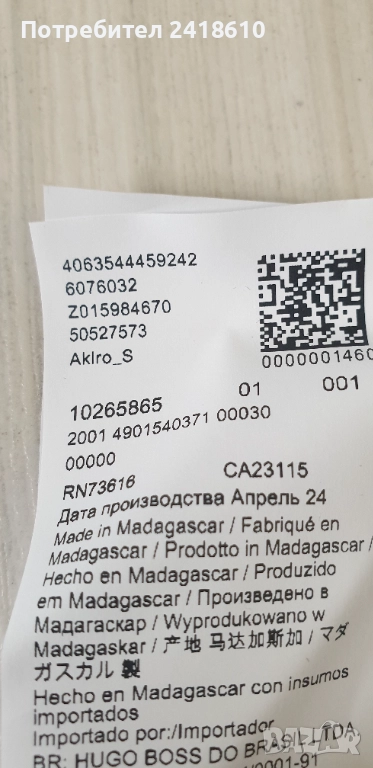 Потребител 2418610
4063544459242
6076032
Z015984670
50527573
Akiro_S
0000001460
01 001
10265865
2001 4901540371 00030
00000
RN73616 CA23115
Дата производства Апрель 24
Made in Madagascar / Fabriqué en
Madagascar / Prodotto in Madagascar /
Hecho en Madagascar / Produzido
em Madagascar / Произведено в
Мадагаскар / Wyprodukowano w
Madagaskar / 产地 马达加斯加 / マダ
ガスカル 製
Hecho en Madagascar con insumos
importados
Importado por:/Importador
BR: HUGO BOSS DO BRASIL LTDA
/0001-91